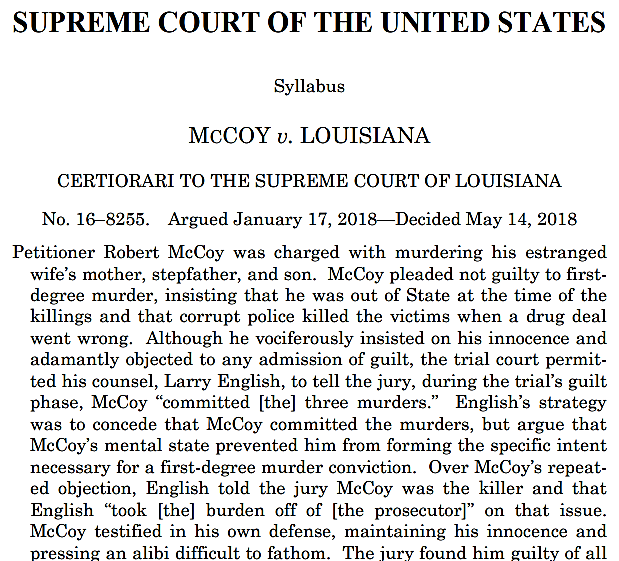 SUPREME COURT OF THE UNITED STATES
Syllabus
MCCOY v. LOUISIANA
CERTIORARI TO THE SUPREME COURT OF LOUISIANA
No. 16–8255. Argued January 17, 2018—Decided May 14, 2018
Petitioner Robert McCoy was charged with murdering his estranged
wife’s mother, stepfather, and son. McCoy pleaded not guilty to first-
degree murder, insisting that he was out of State at the time of the
killings and that corrupt police killed the victims when a drug deal
went wrong. Although he vociferously insisted on his innocence and
adamantly objected to any admission of guilt, the trial court permit-
ted his counsel, Larry English, to tell the jury, during the trial’s guilt
phase, McCoy “committed [the] three murders.” English’s strategy
was to concede that McCoy committed the murders, but argue that
McCoy’s mental state prevented him from forming the specific intent
necessary for a first-degree murder conviction. Over McCoy’s repeat-
ed objection, English told the jury McCoy was the killer and that
English “took [the] burden off of [the prosecutor]” on that issue.
McCoy testified in his own defense, maintaining his innocence and
pressing an alibi difficult to fathom. The jury found him guilty of all